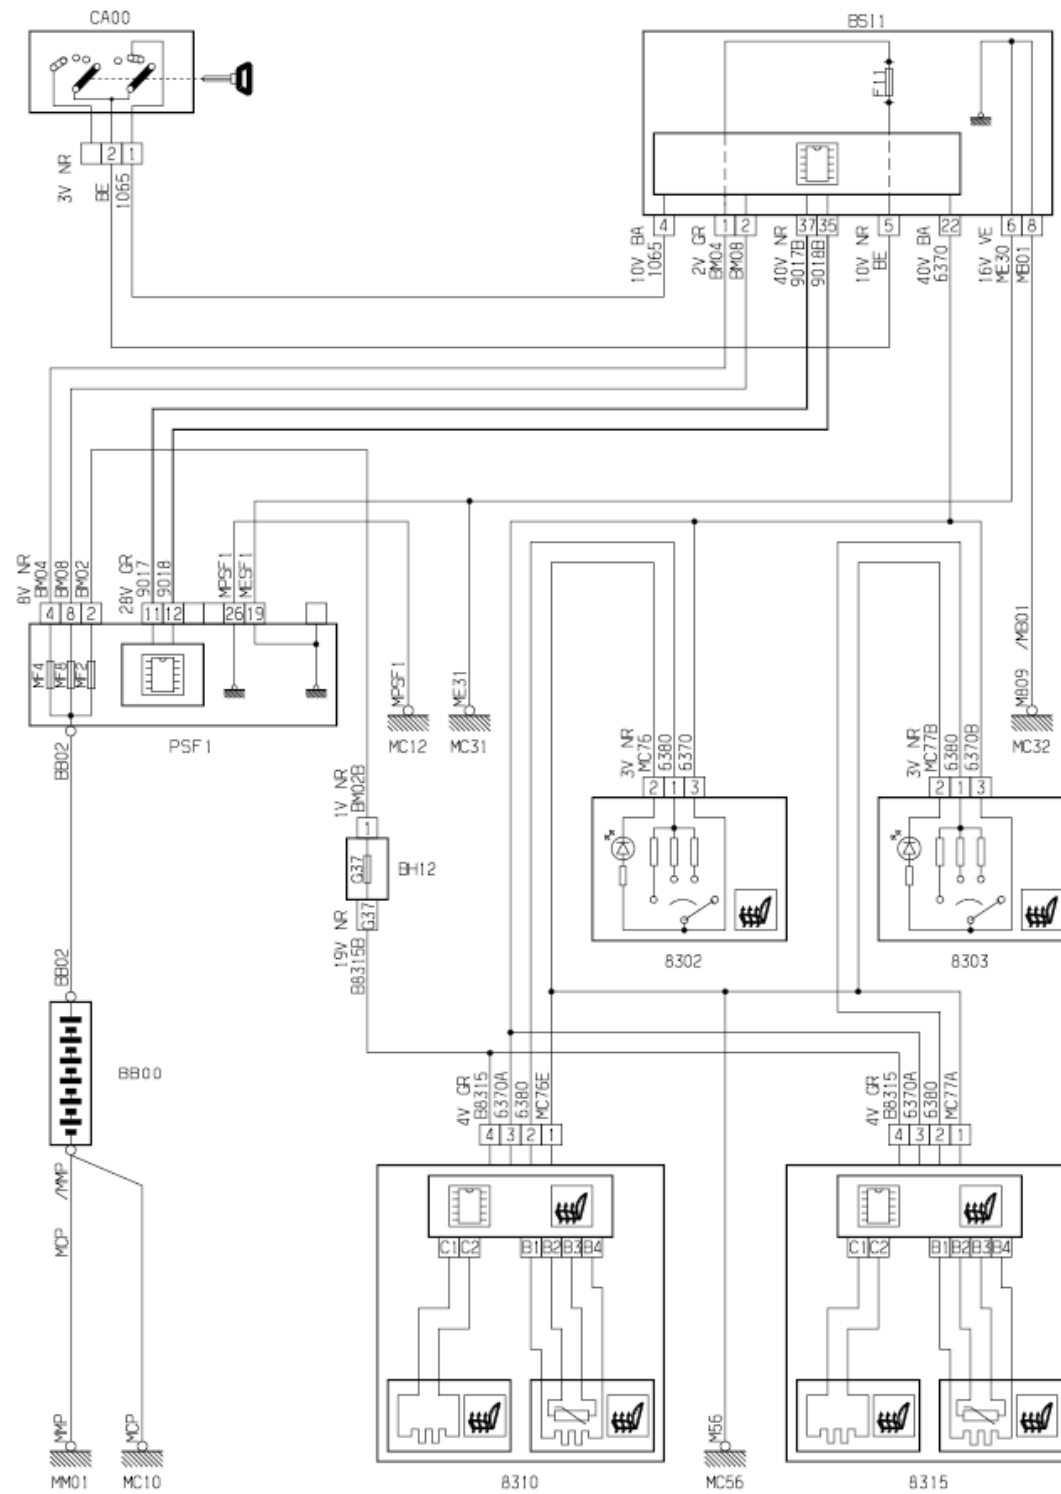 CA00
BSI1
F11
2 1
3V NR
BE
1065
4 1 2 37 35 5 22 6 8
10V BA
1065
2V GR
BM04
BM08
40V NR
9017B
9018B
10V NR
BE
40V BA
6370
16V VE
ME30
MB01
8V NR
BM04
BM08
BM02
28V GR
9017
9018
MPSF1
MESF1
4 8 2 11 12 26 19
MF4
MF8
MF2
PSF1
MPSF1
MC12
ME31
MC31
M809 /MB01
MC32
BB02
1V NR
BM02B
1
G37
BH12
G37
19V NR
B8315B
3V NR
MC76
6380
6370
2 1 3
8302
3V NR
MC77B
6380
6370B
2 1 3
8303
BB02
BB00
4V GR
B8315
6370A
6380
MC76E
4 3 2 1
4V GR
B8315
6370A
6380
MC77A
4 3 2 1
/MMP
MCP
C1 C2 B1 B2 B3 B4
C1 C2 B1 B2 B3 B4
MMP
MM01
MCP
MC10
8310
M56
MC56
8315